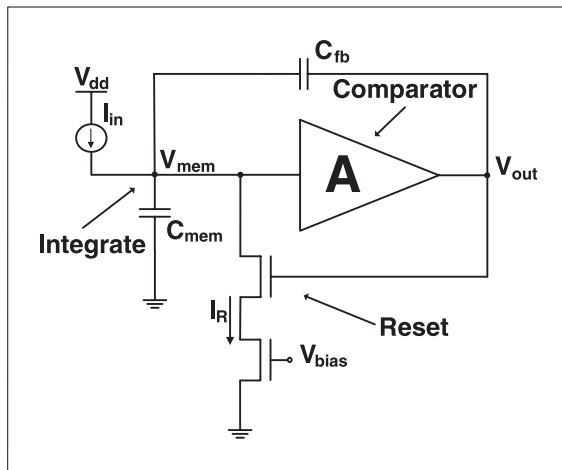 C_fb
V_dd
Comparator
I_in
V_mem
A
V_out
Integrate
C_mem
I_R
Reset
V_bias